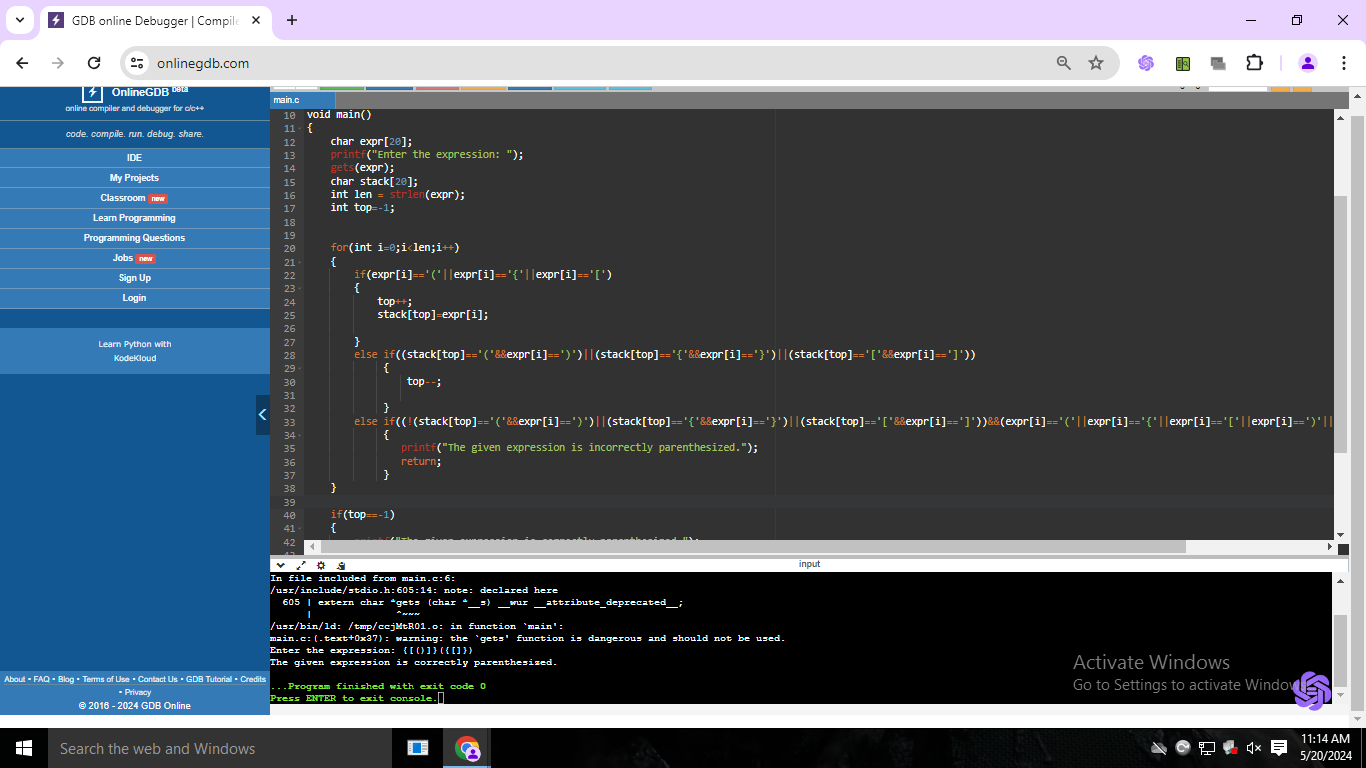 GDB online Debugger | Compile
onlinegdb.com
OnlineGDB beta
online compiler and debugger for c/c++
code. compile. run. debug. share.
IDE
My Projects
Classroom new
Learn Programming
Programming Questions
Jobs new
Sign Up
Login
Learn Python with
KodeKloud
About • FAQ • Blog • Terms of Use • Contact Us • GDB Tutorial • Credits
• Privacy
© 2016 - 2024 GDB Online
main.c
10 void main()
11 {
12 char expr[20];
13 printf("Enter the expression: ");
14 gets(expr);
15 char stack[20];
16 int len = strlen(expr);
17 int top=-1;
18
19
20 for(int i=0;i<len;i++)
21 {
22 if(expr[i]=='('||expr[i]=='{'||expr[i]=='[')
23 {
24 top++;
25 stack[top]=expr[i];
26
27 }
28 else if((stack[top]=='('&&expr[i]==')')||(stack[top]=='{'&&expr[i]=='}')||(stack[top]=='['&&expr[i]==']'))
29 {
30 top--;
31
32 }
33 else if((!(stack[top]=='('&&expr[i]==')')||(stack[top]=='{'&&expr[i]=='}')||(stack[top]=='['&&expr[i]==']'))&&(expr[i]=='('||expr[i]=='{'||expr[i]=='['||expr[i]==')'||
34 {
35 printf("The given expression is incorrectly parenthesized.");
36 return;
37 }
38 }
39
40 if(top==-1)
41 {
42 printf("The given expression is correctly parenthesized.");
input
In file included from main.c:6:
/usr/include/stdio.h:605:14: note: declared here
605 | extern char *gets (char *__s) __wur __attribute_deprecated__;
| ^~~~
/usr/bin/ld: /tmp/ccjMtR01.o: in function `main':
main.c:(.text+0x37): warning: the `gets' function is dangerous and should not be used.
Enter the expression: {[()]}({[]})
The given expression is correctly parenthesized.
...Program finished with exit code 0
Press ENTER to exit console.
Activate Windows
Go to Settings to activate Windows
Search the web and Windows
11:14 AM
5/20/2024